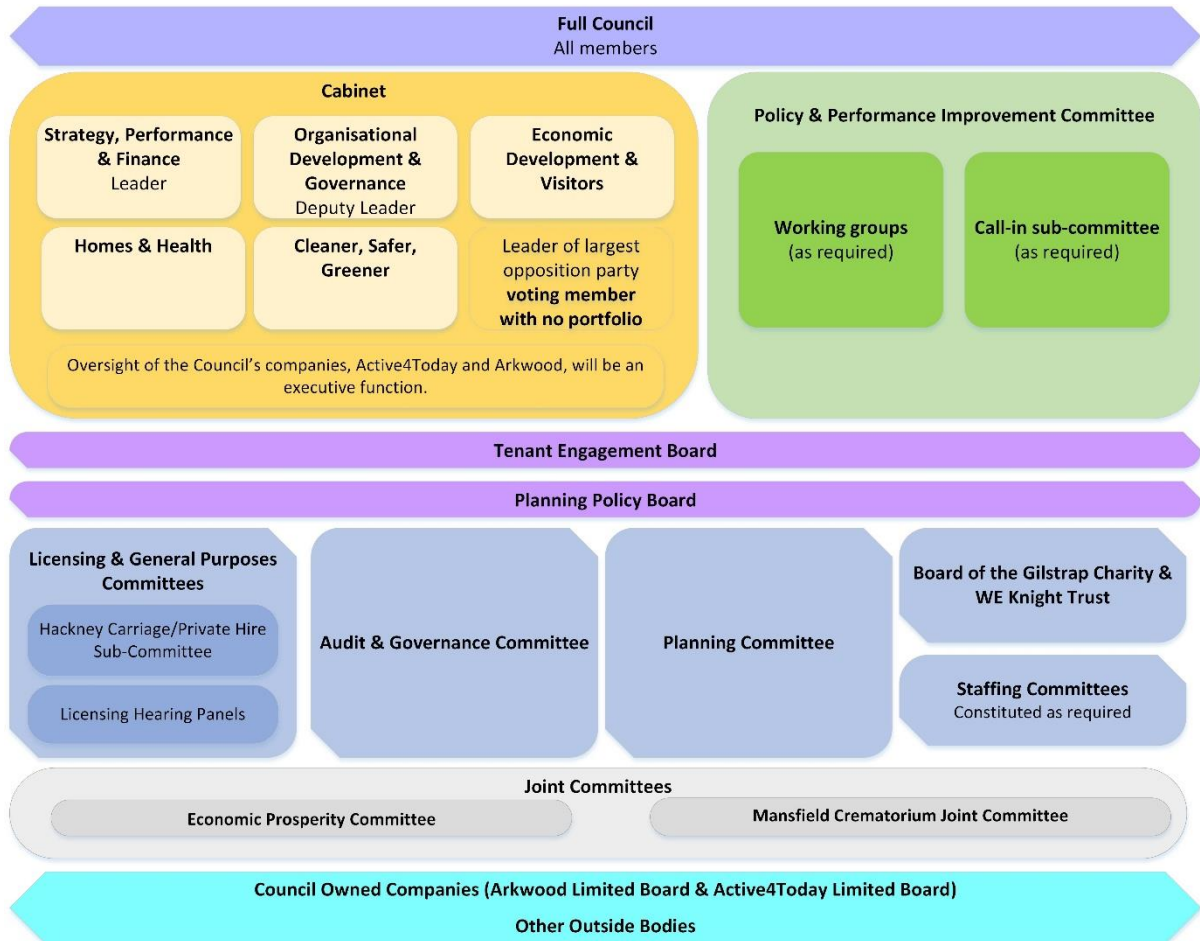 Full Council
All members
Cabinet
Strategy, Performance
& Finance
Leader
Organisational
Development &
Governance
Deputy Leader
Economic
Development &
Visitors
Homes & Health
Cleaner, Safer,
Greener
Leader of largest
opposition party
voting member
with no portfolio
Oversight of the Council's companies, Active4Today and Arkwood, will be an
executive function.
Policy & Performance Improvement Committee
Working groups
(as required)
Call-in sub-committee
(as required)
Tenant Engagement Board
Planning Policy Board
Licensing & General Purposes
Committees
Hackney Carriage/Private Hire
Sub-Committee
Licensing Hearing Panels
Audit & Governance Committee
Planning Committee
Board of the Gilstrap Charity &
WE Knight Trust
Staffing Committees
Constituted as required
Joint Committees
Economic Prosperity Committee
Mansfield Crematorium Joint Committee
Council Owned Companies (Arkwood Limited Board & Active4Today Limited Board)
Other Outside Bodies